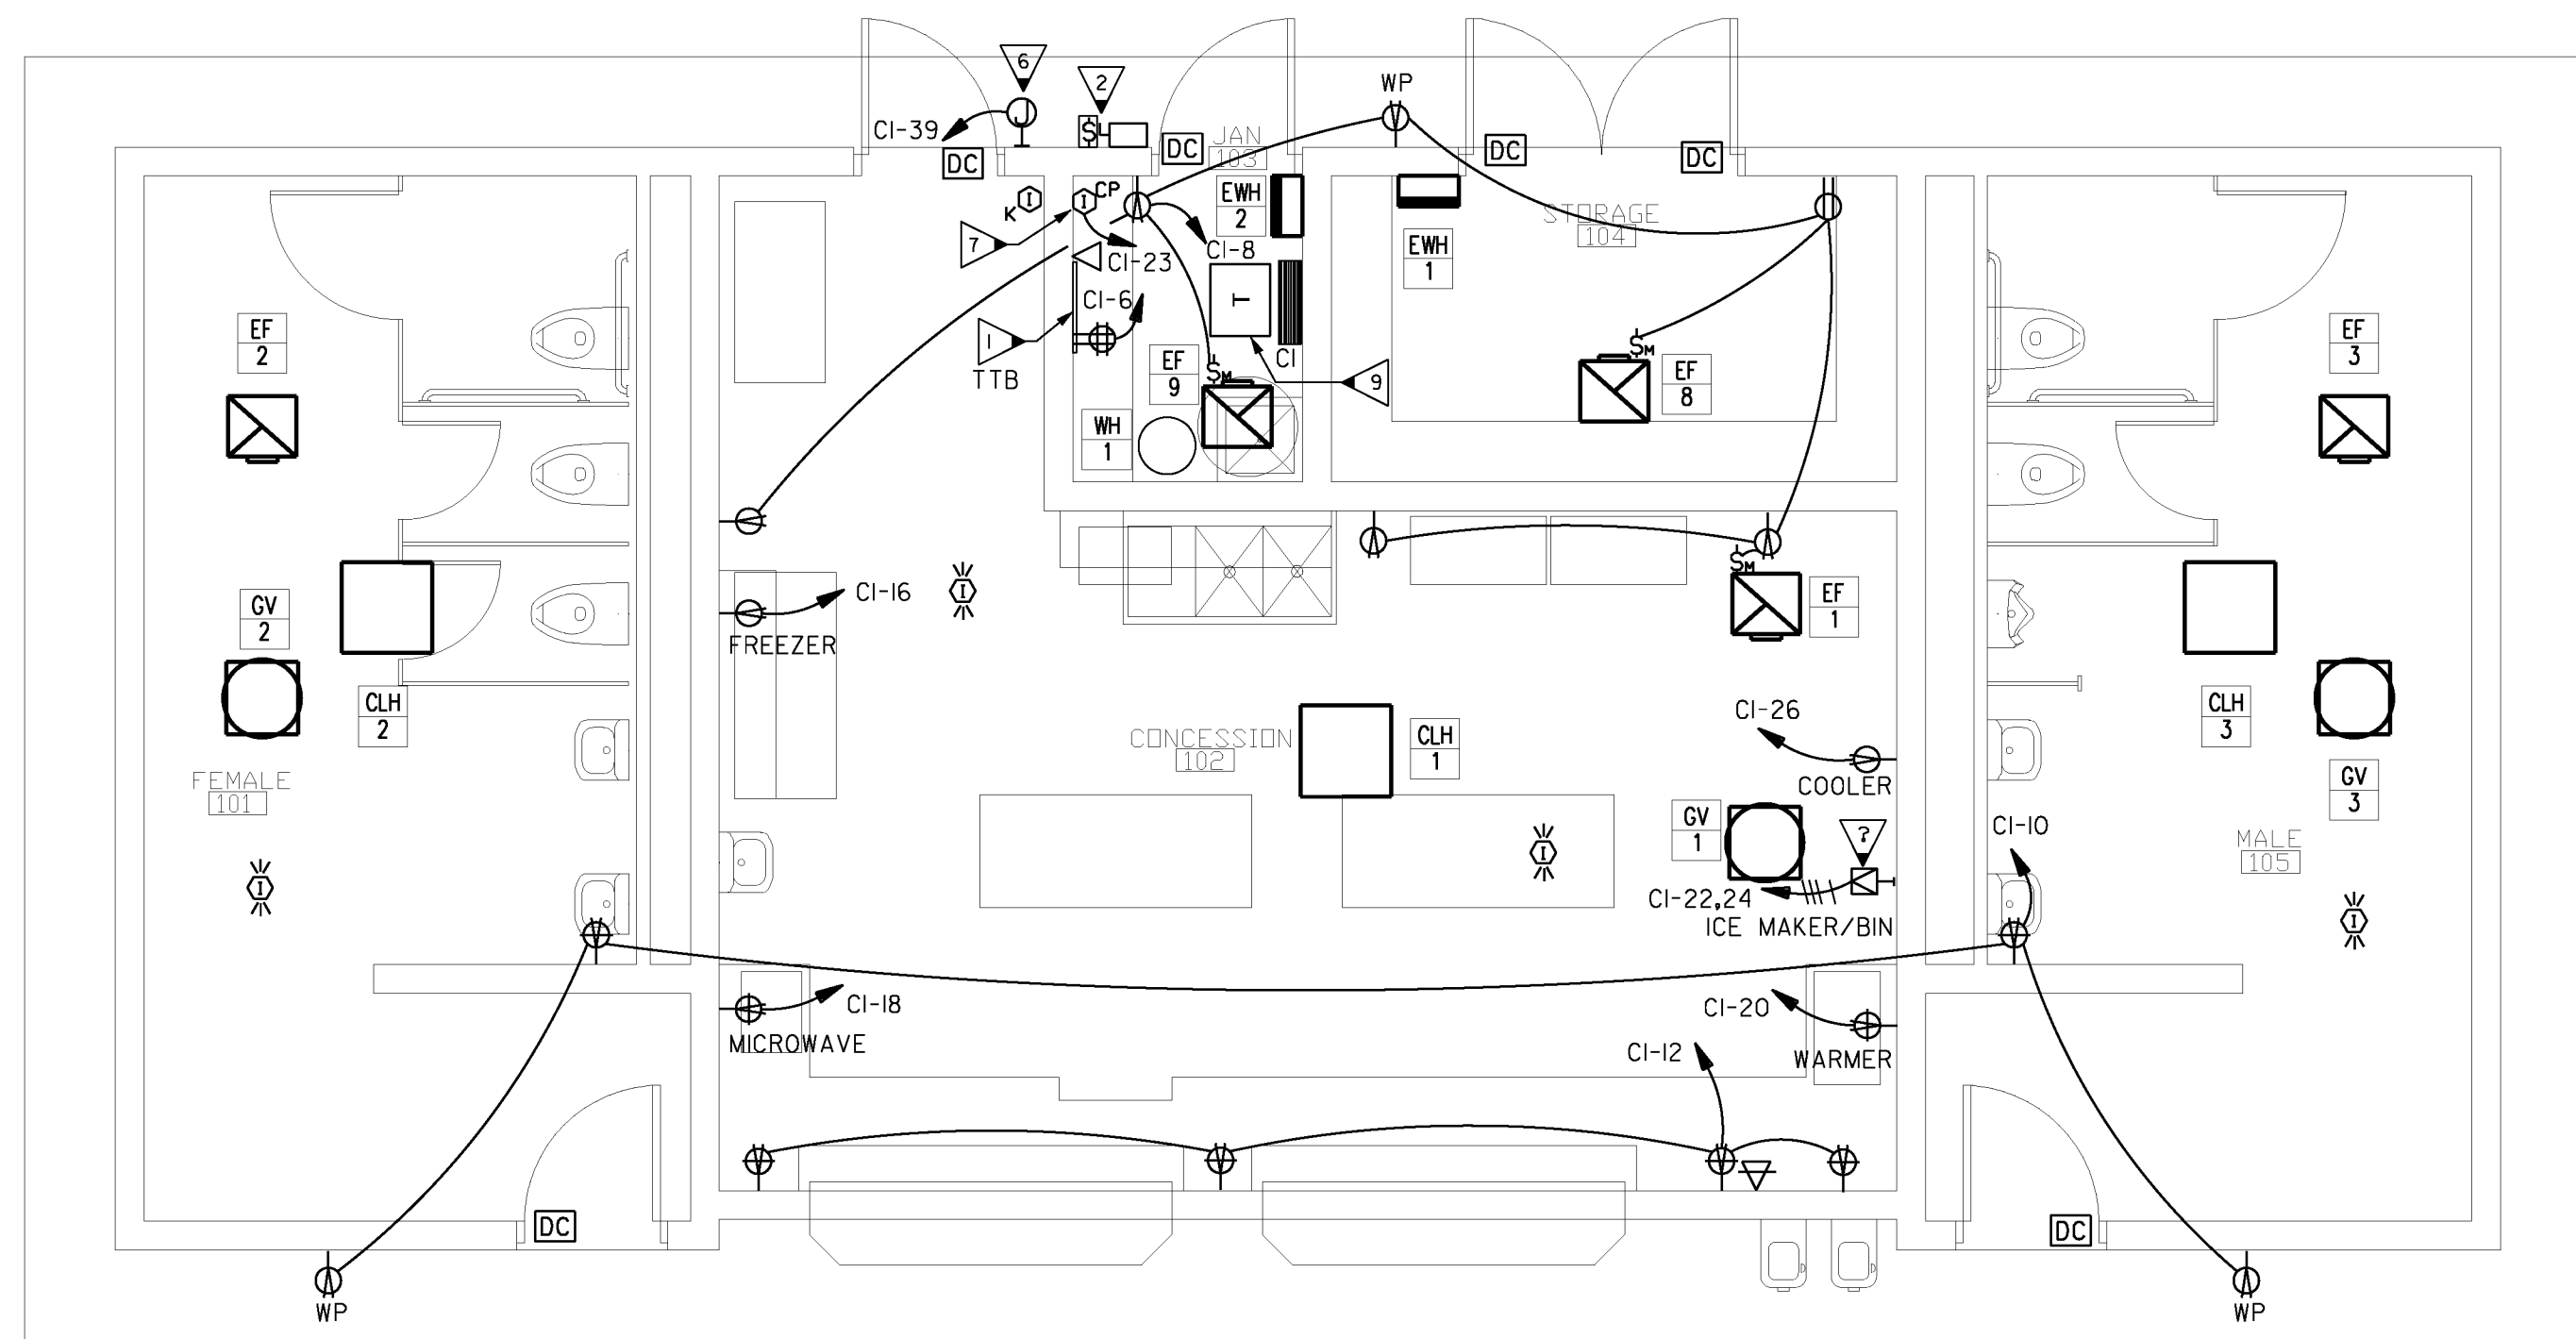 6
2
WP
CI-39
J
$
DC
DC
JAN
103
DC
DC
K
I
I
CP
EWH
2
STORAGE
104
7
CI-8
EWH
1
CI-23
CI-6
T
EF
2
EF
3
1
TTB
CI
EF
9
$M
9
$M
EF
8
WH
1
$M
CI-16
I
EF
1
GV
2
GV
3
FREEZER
CLH
2
CONCESSION
102
CLH
1
CI-26
CLH
3
COOLER
FEMALE
101
GV
1
?
CI-10
MALE
105
I
I
CI-22,24
ICE MAKER/BIN
I
CI-18
CI-20
MICROWAVE
CI-12
WARMER
DC
DC
WP
WP